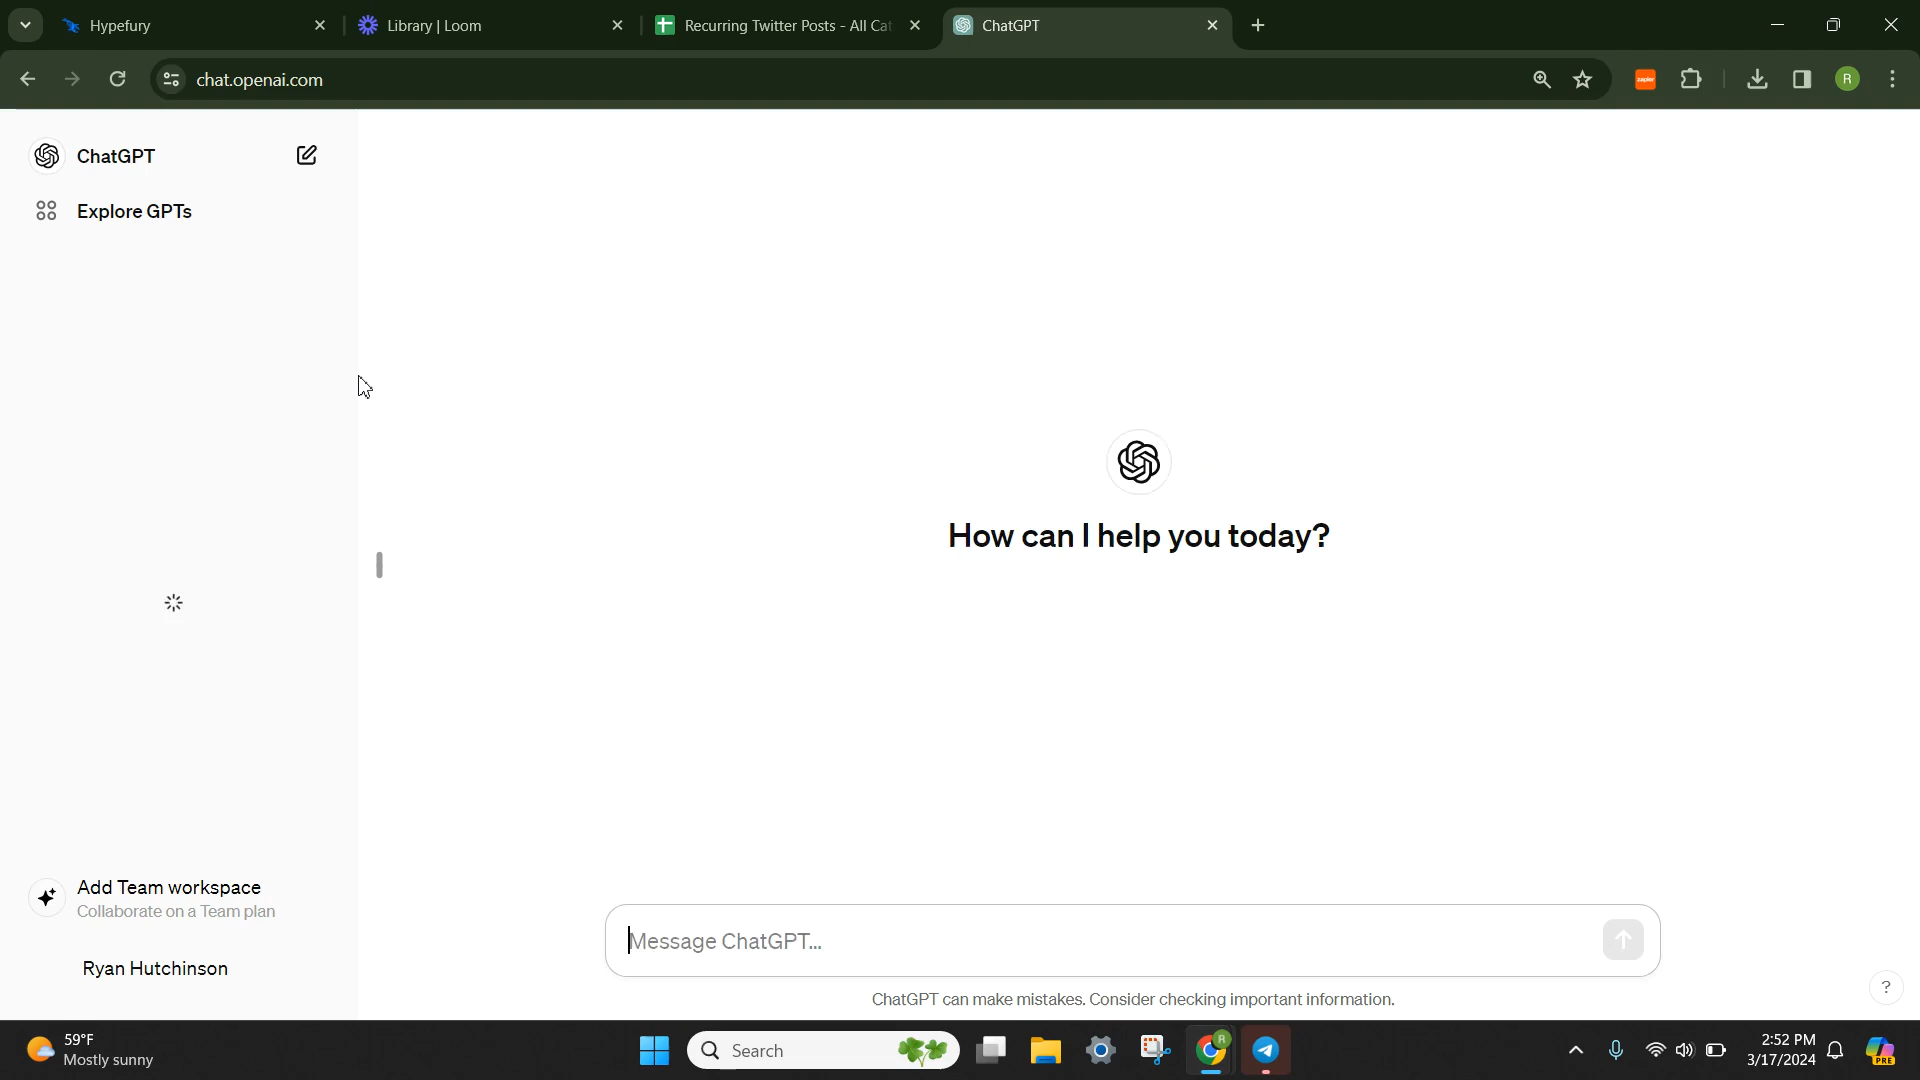 Hypefury
Library | Loom
Recurring Twitter Posts - All Cat
ChatGPT
chat.openai.com
zapier
R
ChatGPT
Explore GPTs
How can I help you today?
Add Team workspace
Collaborate on a Team plan
Ryan Hutchinson
Message ChatGPT...
ChatGPT can make mistakes. Consider checking important information.
?
59°F
Mostly sunny
Search
R
2:52 PM
3/17/2024
PRE